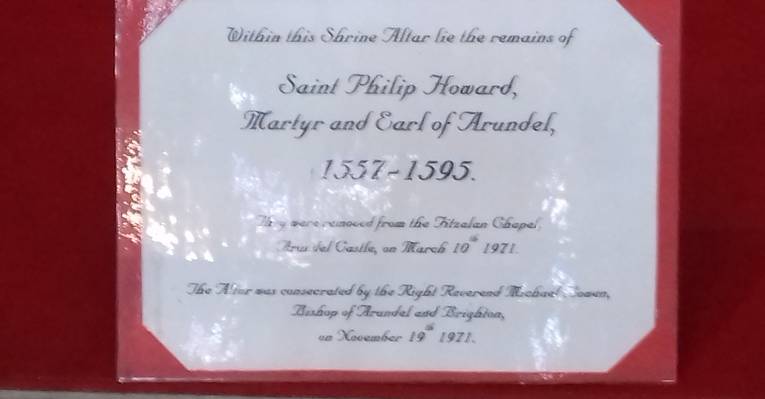 Within this Shrine Altar lie the remains of
Saint Philip Howard,
Martyr and Earl of Arundel,
1557-1595.
They were removed from the Fitzalan Chapel,
Arundel Castle, on March 10th 1971.
The Altar was consecrated by the Right Reverend Michael Bowen,
Bishop of Arundel and Brighton,
on November 19th 1971.